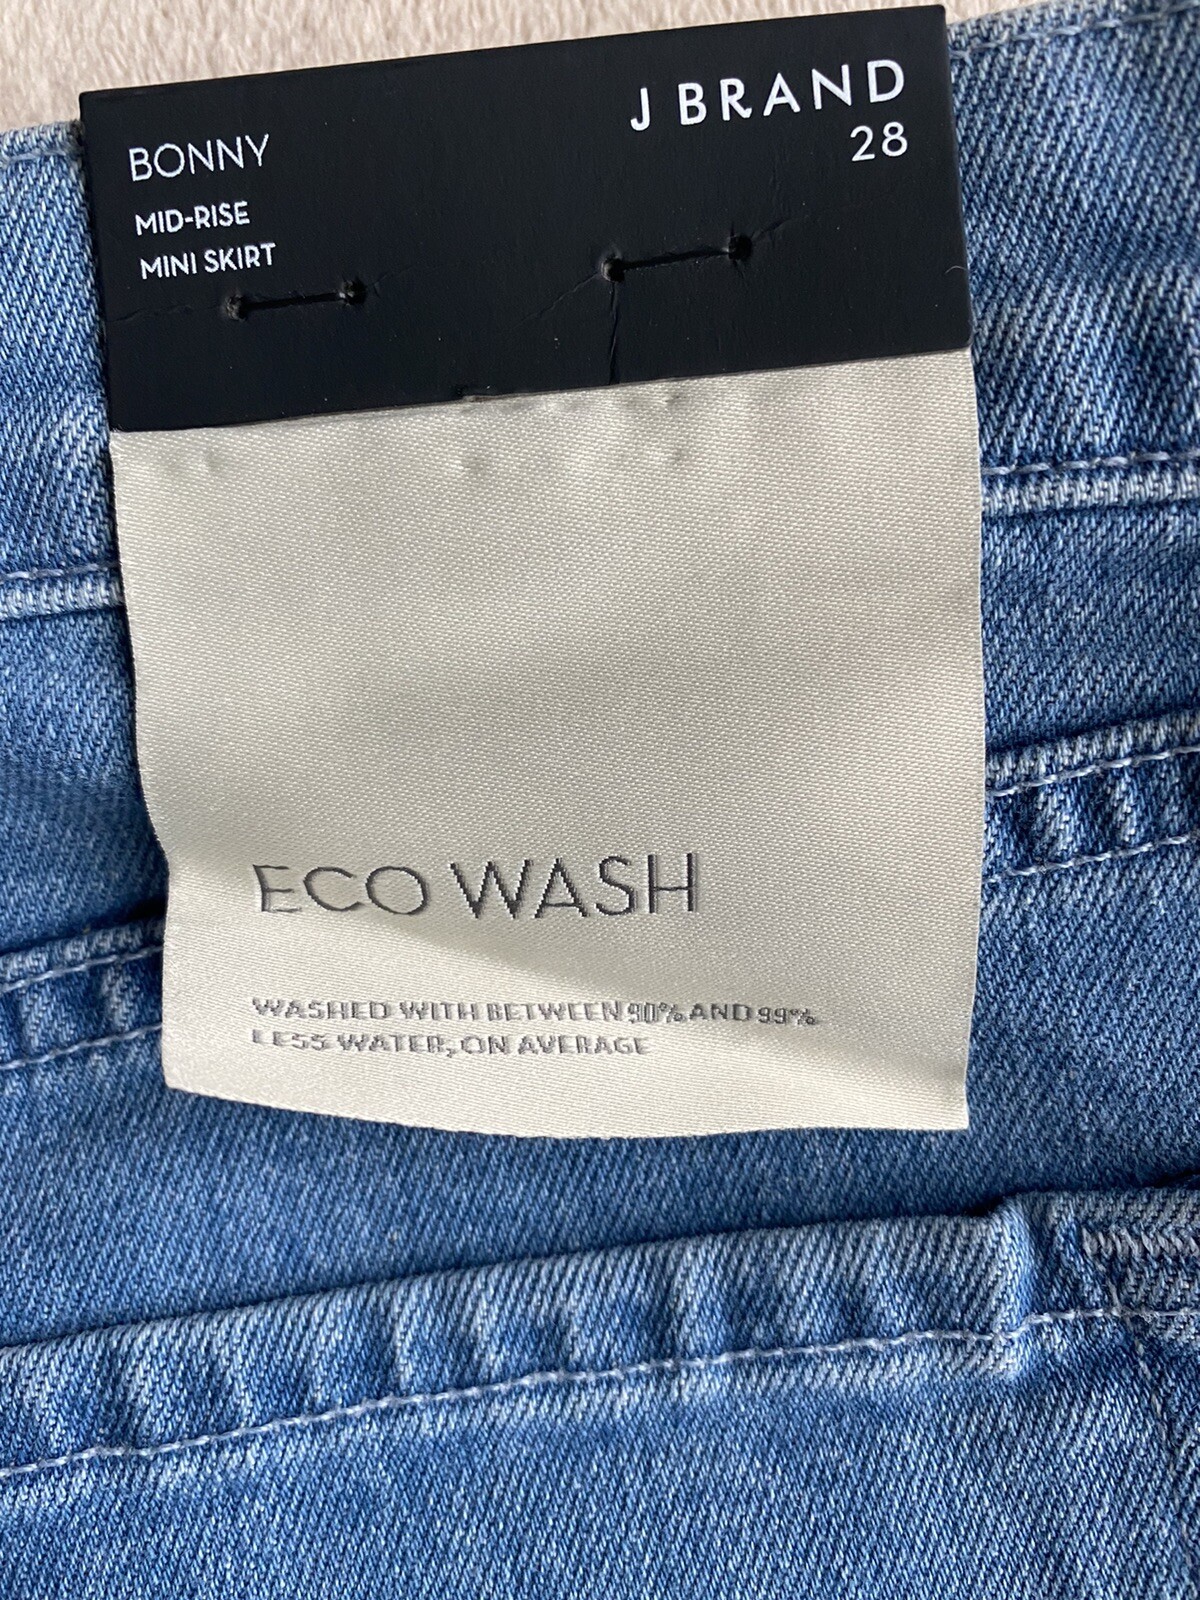 J BRAND
28
BONNY
MID-RISE
MINI SKIRT
ECO WASH
WASHED WITH BETWEEN 90% AND 99%
LESS WATER, ON AVERAGE